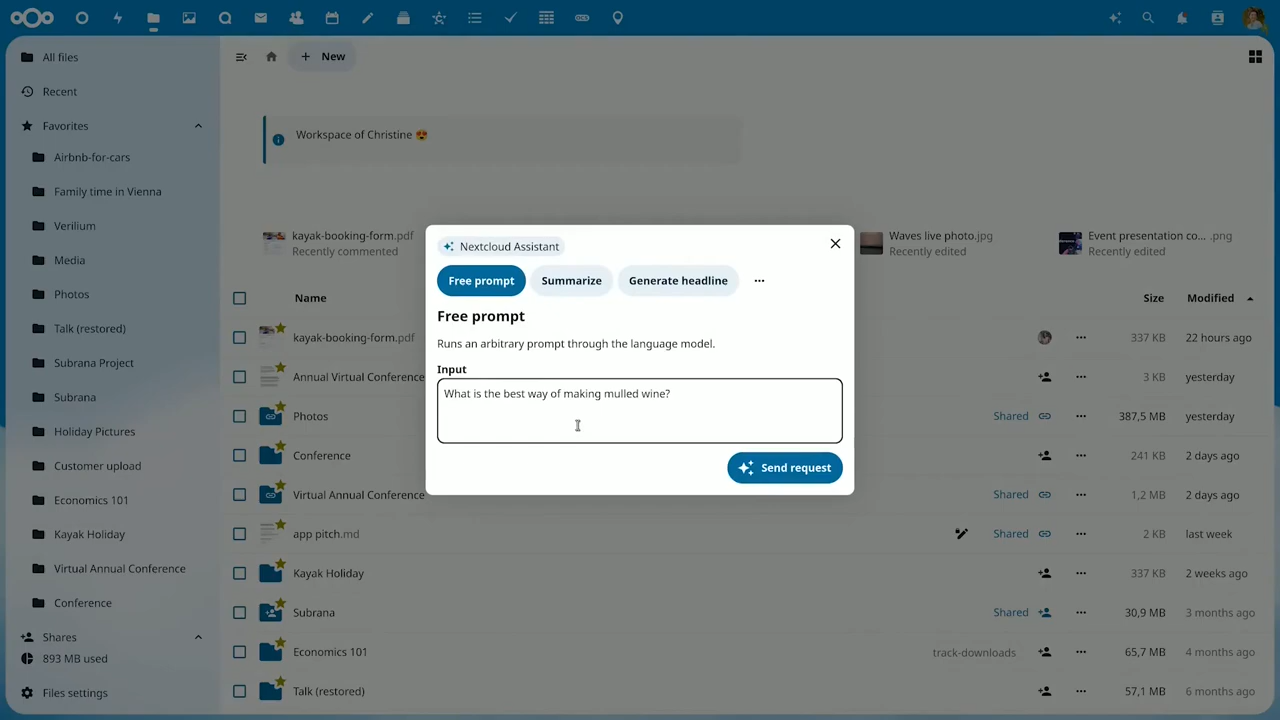 All files
New
Recent
Favorites
Workspace of Christine 😍
Airbnb-for-cars
Family time in Vienna
Verilium
Media
Photos
Talk (restored)
Subrana Project
Subrana
Holiday Pictures
Customer upload
Economics 101
Kayak Holiday
Virtual Annual Conference
Conference
Shares
893 MB used
Files settings
kayak-booking-form.pdf
Recently commented
Waves live photo.jpg
Recently edited
Event presentation co... .png
Recently edited
Name
Size
Modified
kayak-booking-form.pdf
337 KB
22 hours ago
Annual Virtual Conference
3 KB
yesterday
Photos
Shared
387,5 MB
yesterday
Conference
241 KB
2 days ago
Virtual Annual Conference
Shared
1,2 MB
2 days ago
app pitch.md
Shared
2 KB
last week
Kayak Holiday
337 KB
2 weeks ago
Subrana
Shared
30,9 MB
3 months ago
Economics 101
track-downloads
65,7 MB
4 months ago
Talk (restored)
57,1 MB
6 months ago
Nextcloud Assistant
Free prompt
Summarize
Generate headline
Free prompt
Runs an arbitrary prompt through the language model.
Input
What is the best way of making mulled wine?
Send request